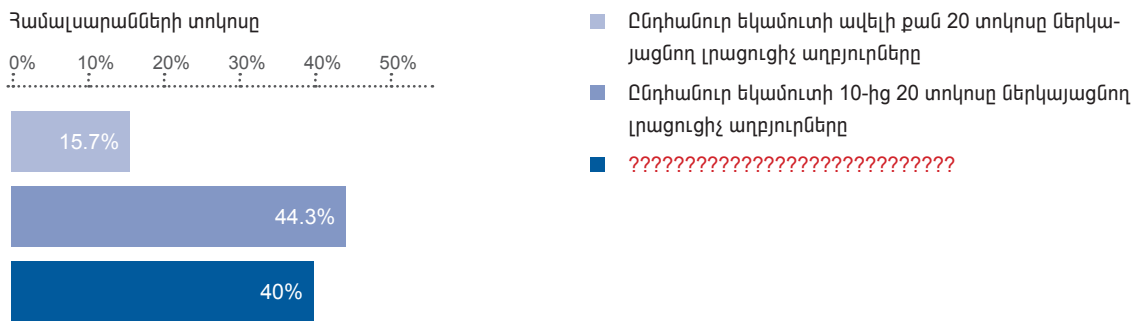 Համալսարանների տոկոսը
0% 10% 20% 30% 40% 50%
15.7%
44.3%
40%
Ընդհանուր եկամուտի ավելի քան 20 տոկոսը ներկա-
յացնող լրացուցիչ աղբյուրները
Ընդհանուր եկամուտի 10-ից 20 տոկոսը ներկայացնող
լրացուցիչ աղբյուրները
?????????????????????????????